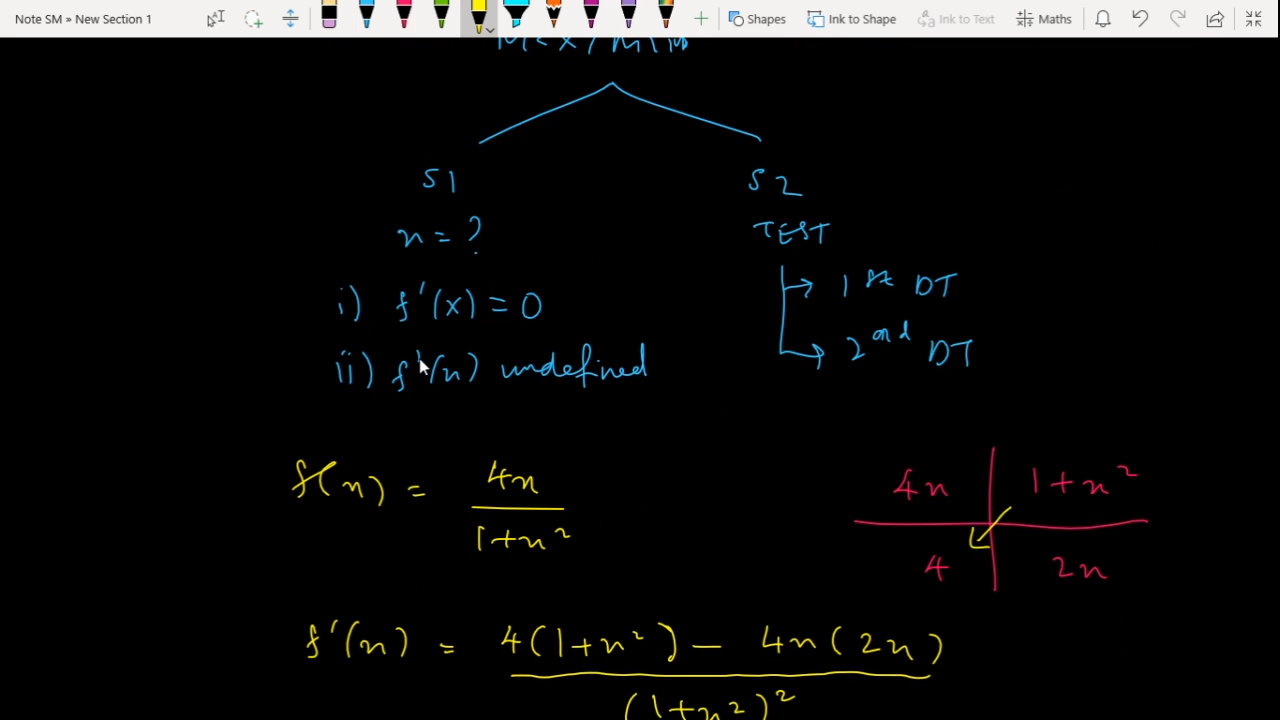 Note SM » New Section 1
Shapes
Ink to Shape
Ink to Text
Maths
Max / Min
S1
S2
x = ?
TEST
i) f'(x) = 0
1st DT
ii) f'(x) undefined
2nd DT
f(x) = 4x / 1+x²
4x | 1+x²
4 | 2x
f'(x) = 4(1+x²) − 4x(2x)
(1+x²)²